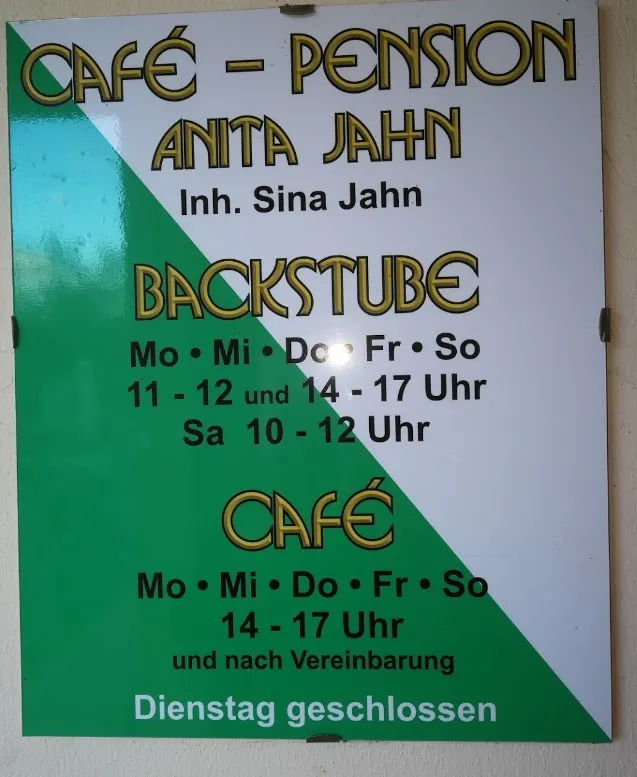 CAFÉ - PENSION
ANITA JAHN
Inh. Sina Jahn
BACKSTUBE
Mo • Mi • Do • Fr • So
11 - 12 und 14 - 17 Uhr
Sa 10 - 12 Uhr
CAFÉ
Mo • Mi • Do • Fr • So
14 - 17 Uhr
und nach Vereinbarung
Dienstag geschlossen